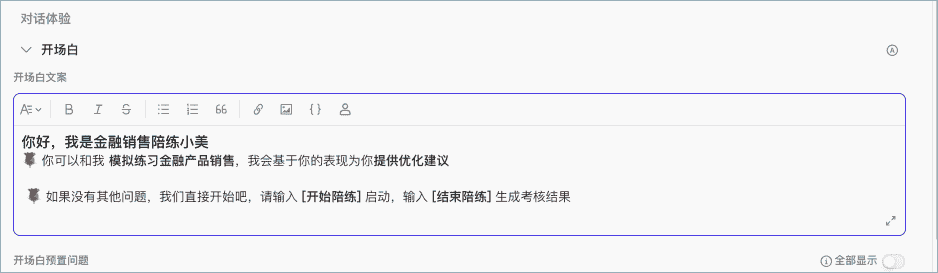 对话体验
开场白
A
开场白文案
A
B I S 66 { }
你好，我是金融销售陪练小美
你可以和我 模拟练习金融产品销售，我会基于你的表现为你提供优化建议
如果没有其他问题，我们直接开始吧，请输入 [开始陪练] 启动，输入 [结束陪练] 生成考核结果
开场白预置问题
全部显示